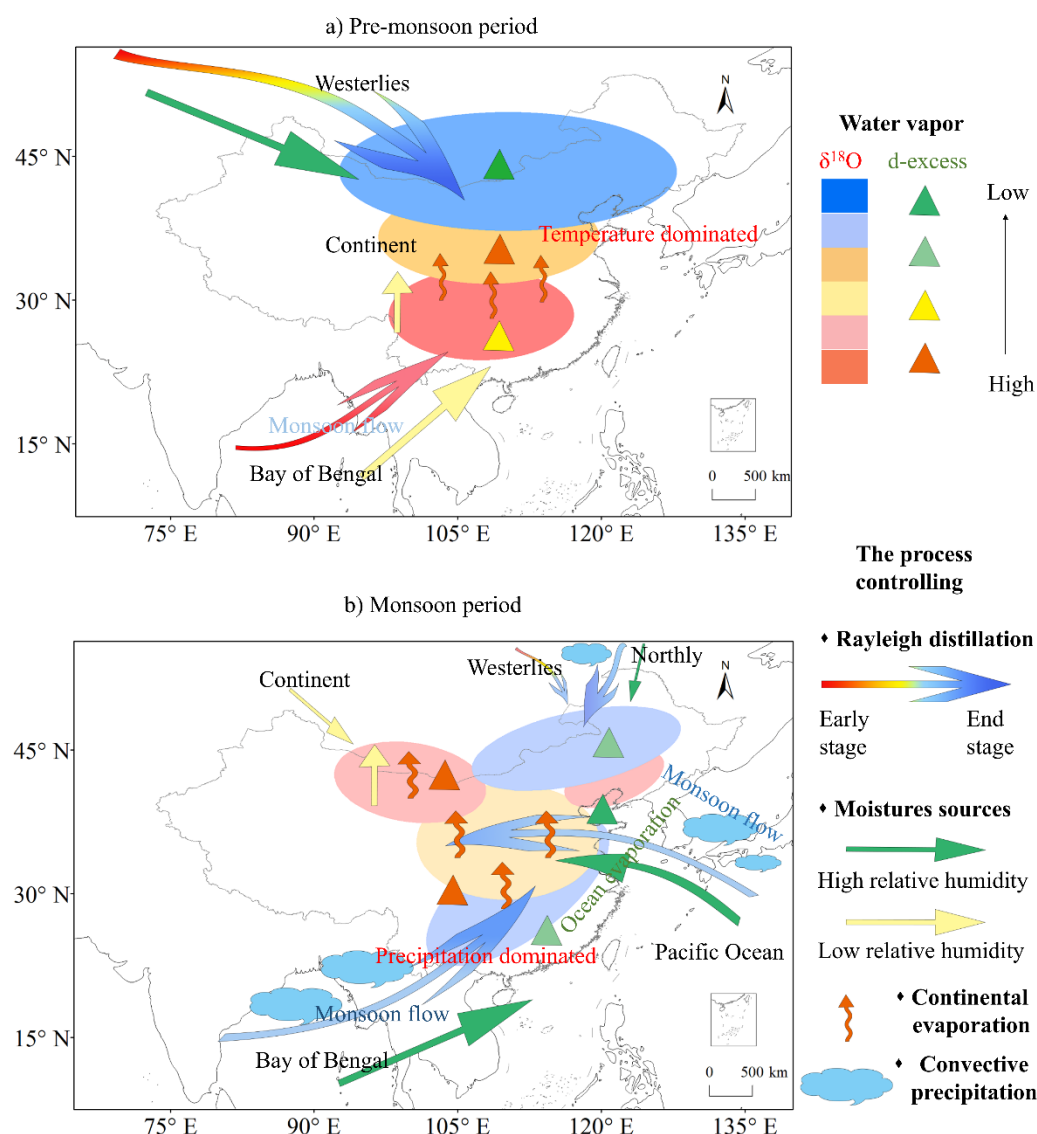 a) Pre-monsoon period
Westerlies
N
45° N
Continent
Temperature dominated
30° N
Monsoon flow
15° N
Bay of Bengal
0 500 km
75° E 90° E 105° E 120° E 135° E
Water vapor
δ¹⁸O d-excess
Low
High
b) Monsoon period
Continent
Westerlies
Northly
N
45° N
Monsoon flow
Ocean evaporation
30° N
Precipitation dominated
Pacific Ocean
Monsoon flow
15° N
Bay of Bengal
0 500 km
75° E 90° E 105° E 120° E 135° E
The process
controlling
♦ Rayleigh distillation
Early End
stage stage
♦ Moistures sources
High relative humidity
Low relative humidity
♦ Continental
evaporation
♦ Convective
precipitation